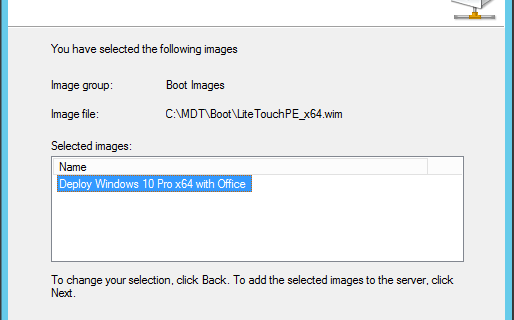 You have selected the following images
Image group: Boot Images
Image file: C:\MDT\Boot\LiteTouchPE_x64.wim
Selected images:
Name
Deploy Windows 10 Pro x64 with Office
To change your selection, click Back. To add the selected images to the server, click
Next.